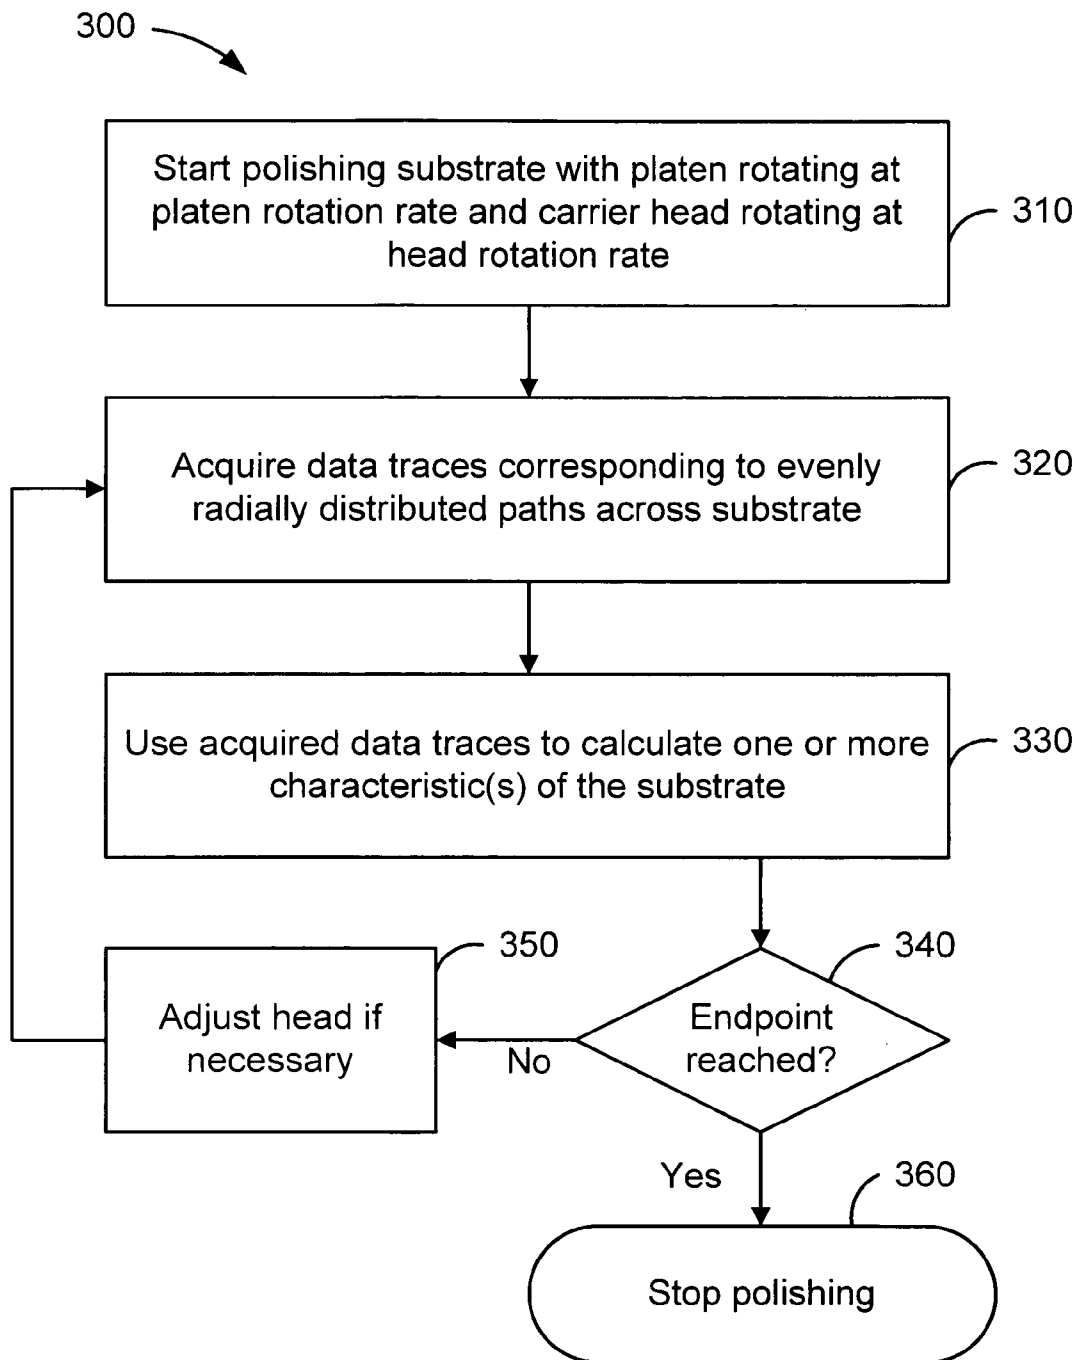 300
Start polishing substrate with platen rotating at
platen rotation rate and carrier head rotating at
head rotation rate
310
Acquire data traces corresponding to evenly
radially distributed paths across substrate
320
Use acquired data traces to calculate one or more
characteristic(s) of the substrate
330
350
340
Adjust head if
necessary
No
Endpoint
reached?
Yes
360
Stop polishing